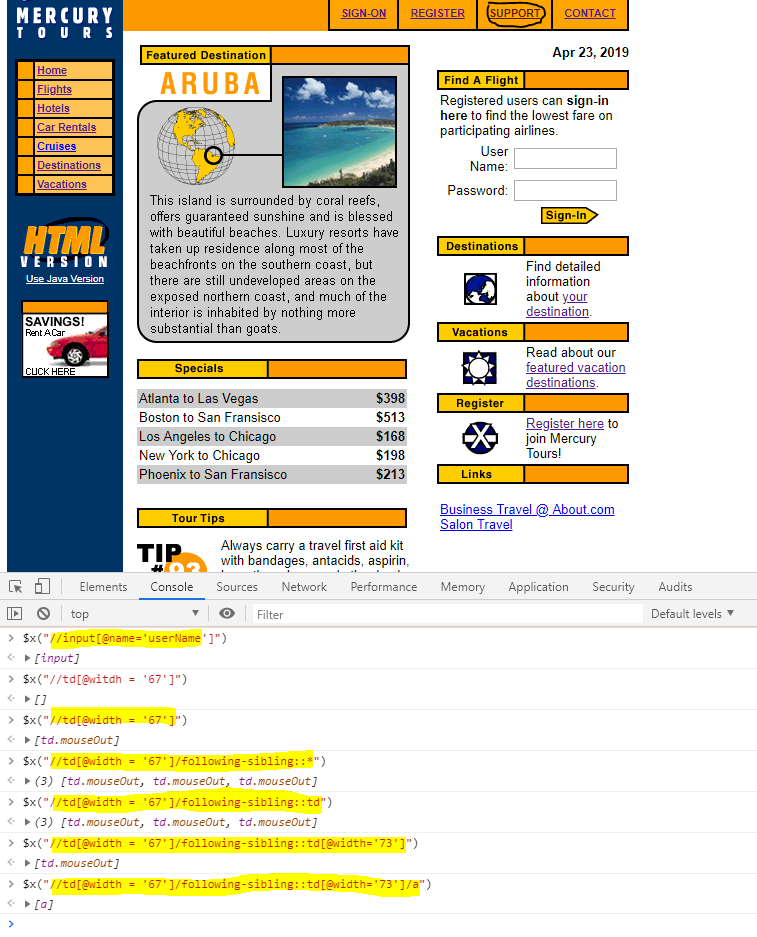 MERCURY
TOURS
SIGN-ON REGISTER SUPPORT CONTACT
Home
Flights
Hotels
Car Rentals
Cruises
Destinations
Vacations
HTML
VERSION
Use Java Version
SAVINGS!
Rent A Car
CLICK HERE
Featured Destination
ARUBA
This island is surrounded by coral reefs,
offers guaranteed sunshine and is blessed
with beautiful beaches. Luxury resorts have
taken up residence along most of the
beachfronts on the southern coast, but
there are still undeveloped areas on the
exposed northern coast, and much of the
interior is inhabited by nothing more
substantial than goats.
Specials
Atlanta to Las Vegas $398
Boston to San Fransisco $513
Los Angeles to Chicago $168
New York to Chicago $198
Phoenix to San Fransisco $213
Tour Tips
TIP
#93
Always carry a travel first aid kit
with bandages, antacids, aspirin,
Apr 23, 2019
Find A Flight
Registered users can sign-in
here to find the lowest fare on
participating airlines.
User
Name:
Password:
Sign-In
Destinations
Find detailed
information
about your
destination.
Vacations
Read about our
featured vacation
destinations.
Register
Register here to
join Mercury
Tours!
Links
Business Travel @ About.com
Salon Travel
Elements Console Sources Network Performance Memory Application Security Audits
top Filter Default levels
$x("//input[@name='userName']")
[input]
$x("//td[@witdh = '67']")
[]
$x("//td[@width = '67']")
[td.mouseOut]
$x("//td[@width = '67']/following-sibling::*")
(3) [td.mouseOut, td.mouseOut, td.mouseOut]
$x("//td[@width = '67']/following-sibling::td")
(3) [td.mouseOut, td.mouseOut, td.mouseOut]
$x("//td[@width = '67']/following-sibling::td[@width='73']")
[td.mouseOut]
$x("//td[@width = '67']/following-sibling::td[@width='73']/a")
[a]